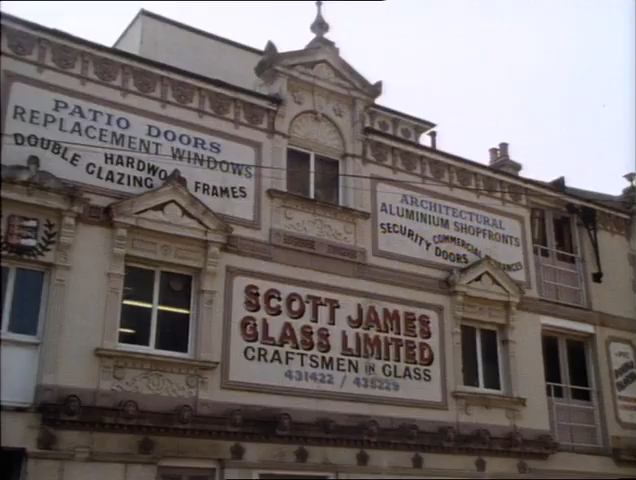 PATIO DOORS
REPLACEMENT WINDOWS
DOUBLE HARDWOOD
GLAZING FRAMES
ARCHITECTURAL
ALUMINIUM SHOPFRONTS
SECURITY DOORS COMMERCIAL ENTRANCES
SCOTT JAMES
GLASS LIMITED
CRAFTSMEN IN GLASS
431422 / 435229